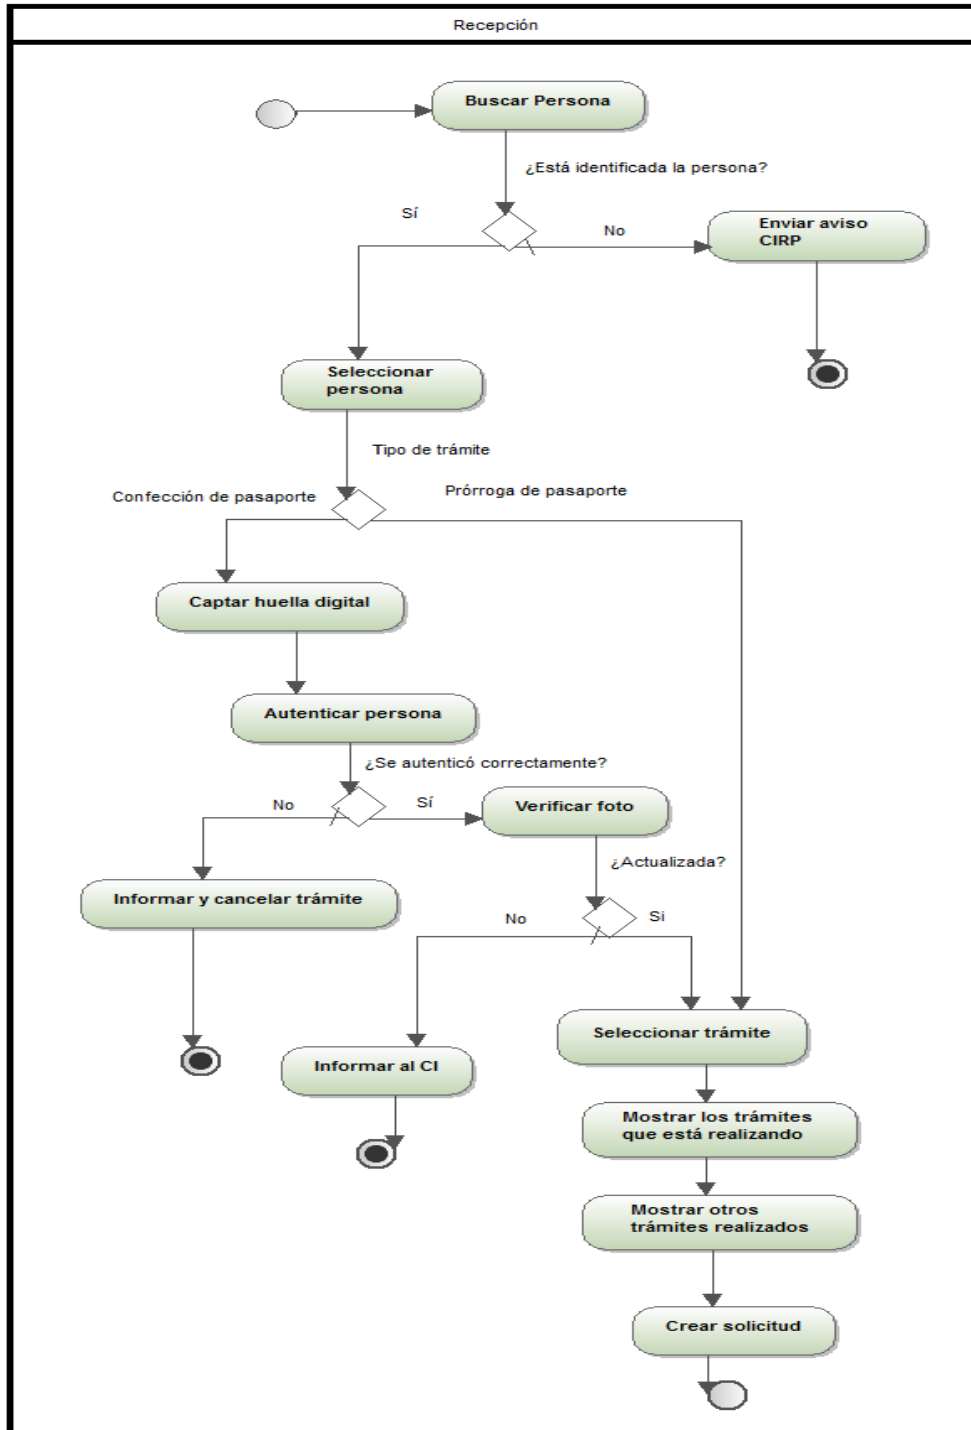 Recepción
Buscar Persona
¿Está identificada la persona?
Sí
No
Enviar aviso
CIRP
Seleccionar
persona
Tipo de trámite
Confección de pasaporte
Prórroga de pasaporte
Captar huella digital
Autenticar persona
¿Se autenticó correctamente?
No
Sí
Verificar foto
¿Actualizada?
Informar y cancelar trámite
No
Si
Seleccionar trámite
Informar al CI
Mostrar los trámites
que está realizando
Mostrar otros
trámites realizados
Crear solicitud